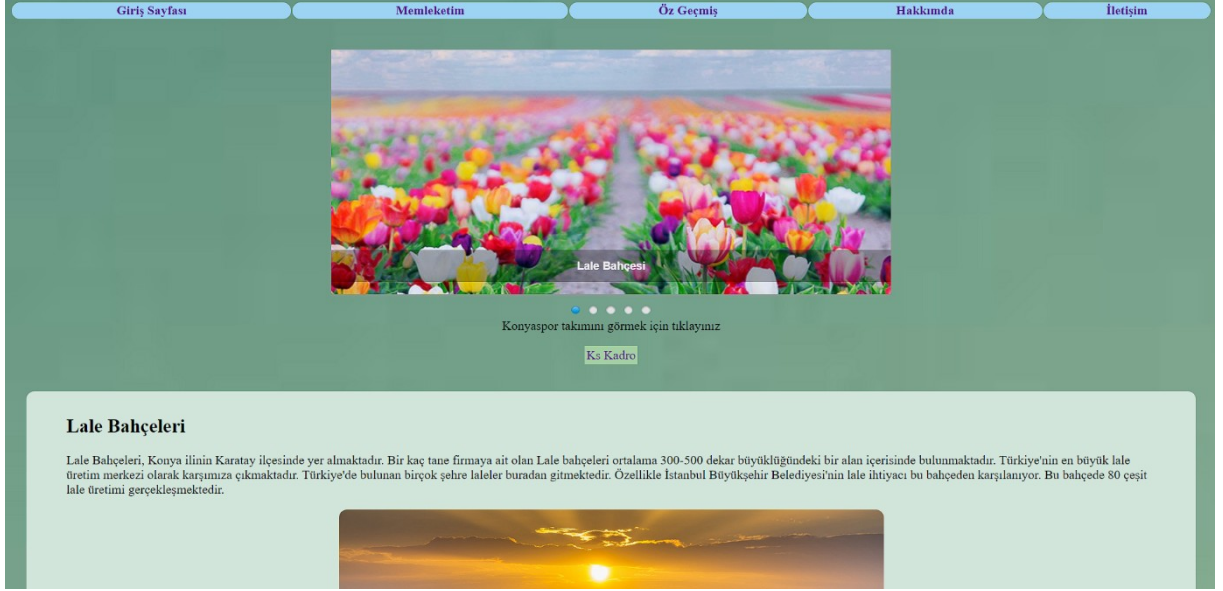 Giriş Sayfası
Memleketim
Öz Geçmiş
Hakkımda
İletişim
Lale Bahçesi
Konyaspor takımını görmek için tıklayınız
Ks Kadro
Lale Bahçeleri
Lale Bahçeleri, Konya ilinin Karatay ilçesinde yer almaktadır. Bir kaç tane firmaya ait olan Lale bahçeleri ortalama 300-500 dekar büyüklüğündeki bir alan içerisinde bulunmaktadır. Türkiye'nin en büyük lale
üretim merkezi olarak karşımıza çıkmaktadır. Türkiye'de bulunan birçok şehre laleler buradan gitmektedir. Özellikle İstanbul Büyükşehir Belediyesi'nin lale ihtiyacı bu bahçeden karşılanıyor. Bu bahçede 80 çeşit
lale üretimi gerçekleşmektedir.